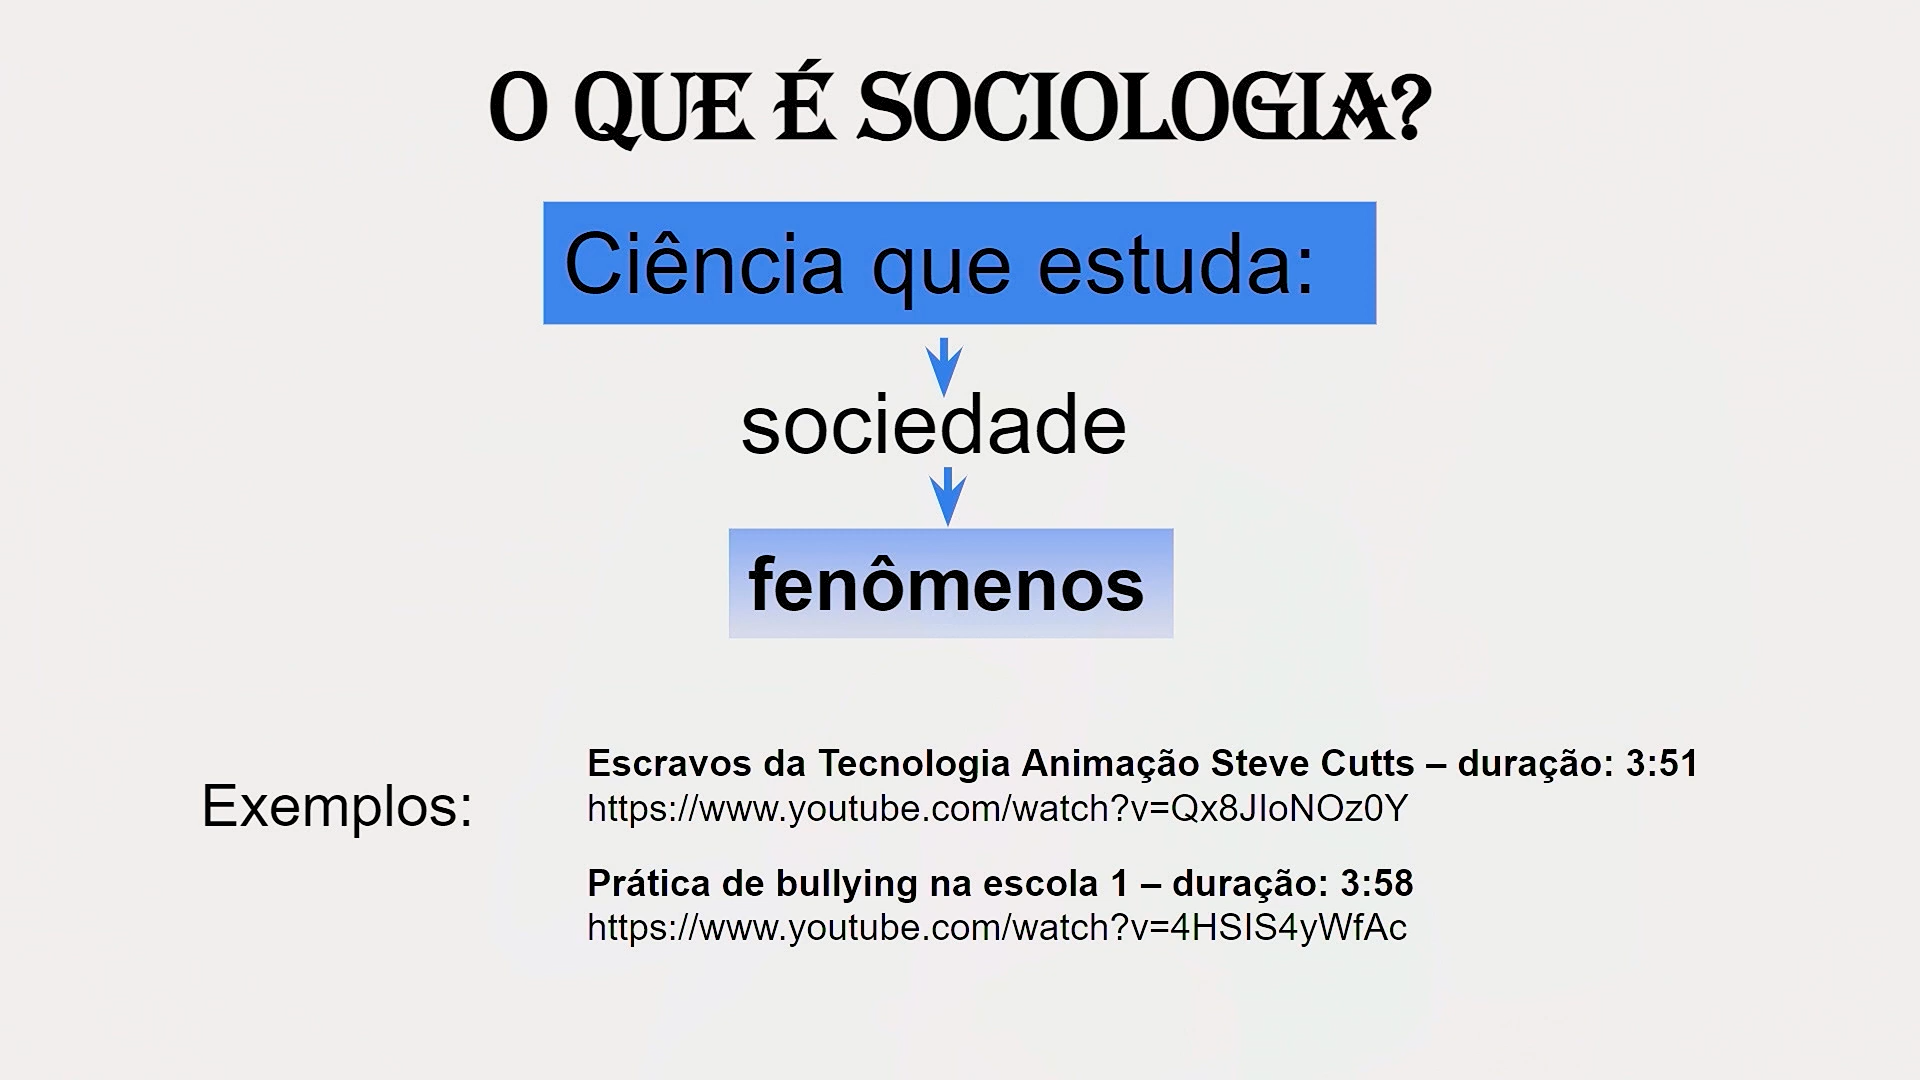 O QUE É SOCIOLOGIA?
Ciência que estuda:
sociedade
fenômenos
Exemplos:
Escravos da Tecnologia Animação Steve Cutts – duração: 3:51
https://www.youtube.com/watch?v=Qx8JIoNOz0Y
Prática de bullying na escola 1 – duração: 3:58
https://www.youtube.com/watch?v=4HSIS4yWfAc